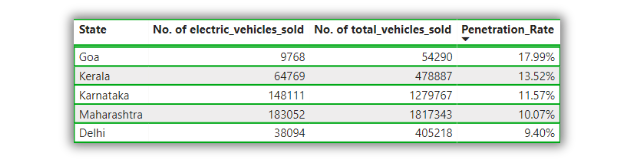 State No. of electric_vehicles_sold No. of total_vehicles_sold Penetration_Rate
Goa 9768 54290 17.99%
Kerala 64769 478887 13.52%
Karnataka 148111 1279767 11.57%
Maharashtra 183052 1817343 10.07%
Delhi 38094 405218 9.40%